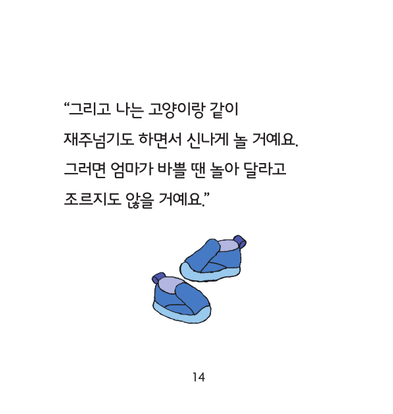 “그리고 나는 고양이랑 같이
재주넘기도 하면서 신나게 놀 거예요.
그러면 엄마가 바쁠 땐 놀아 달라고
조르지도 않을 거예요.”
14